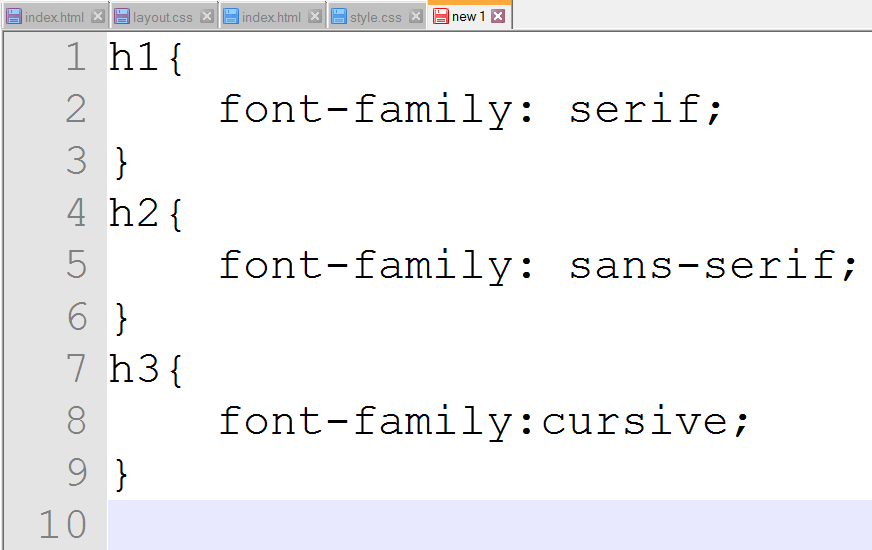 index.html layout.css index.html style.css new 1
1 h1{
2 font-family: serif;
3 }
4 h2{
5 font-family: sans-serif;
6 }
7 h3{
8 font-family:cursive;
9 }
10